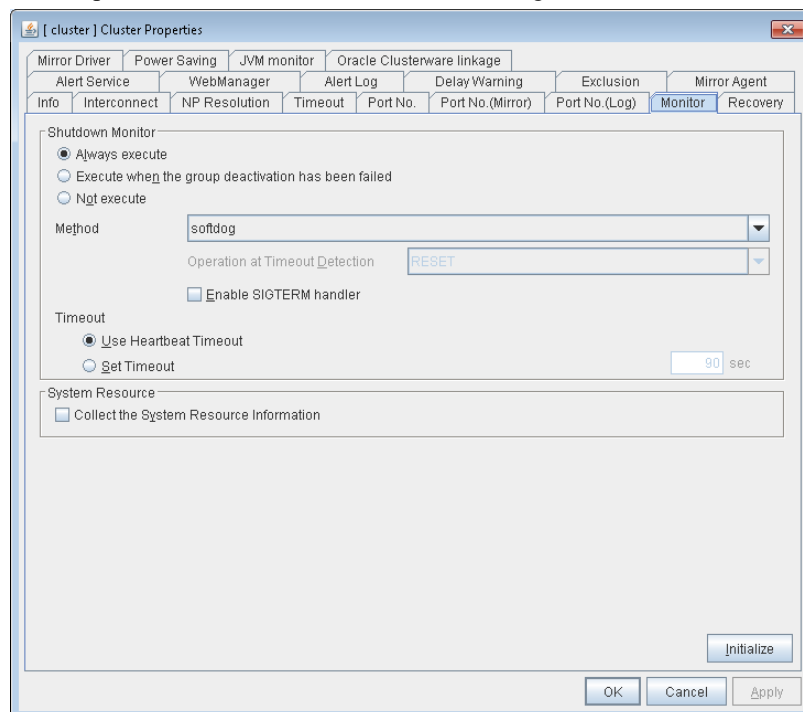 [ cluster ] Cluster Properties
Mirror Driver Power Saving JVM monitor Oracle Clusterware linkage
Alert Service WebManager Alert Log Delay Warning Exclusion Mirror Agent
Info Interconnect NP Resolution Timeout Port No. Port No.(Mirror) Port No.(Log) Monitor Recovery
Shutdown Monitor
Always execute
Execute when the group deactivation has been failed
Not execute
Method softdog
Operation at Timeout Detection RESET
Enable SIGTERM handler
Timeout
Use Heartbeat Timeout
Set Timeout 90 sec
System Resource
Collect the System Resource Information
Initialize
OK Cancel Apply